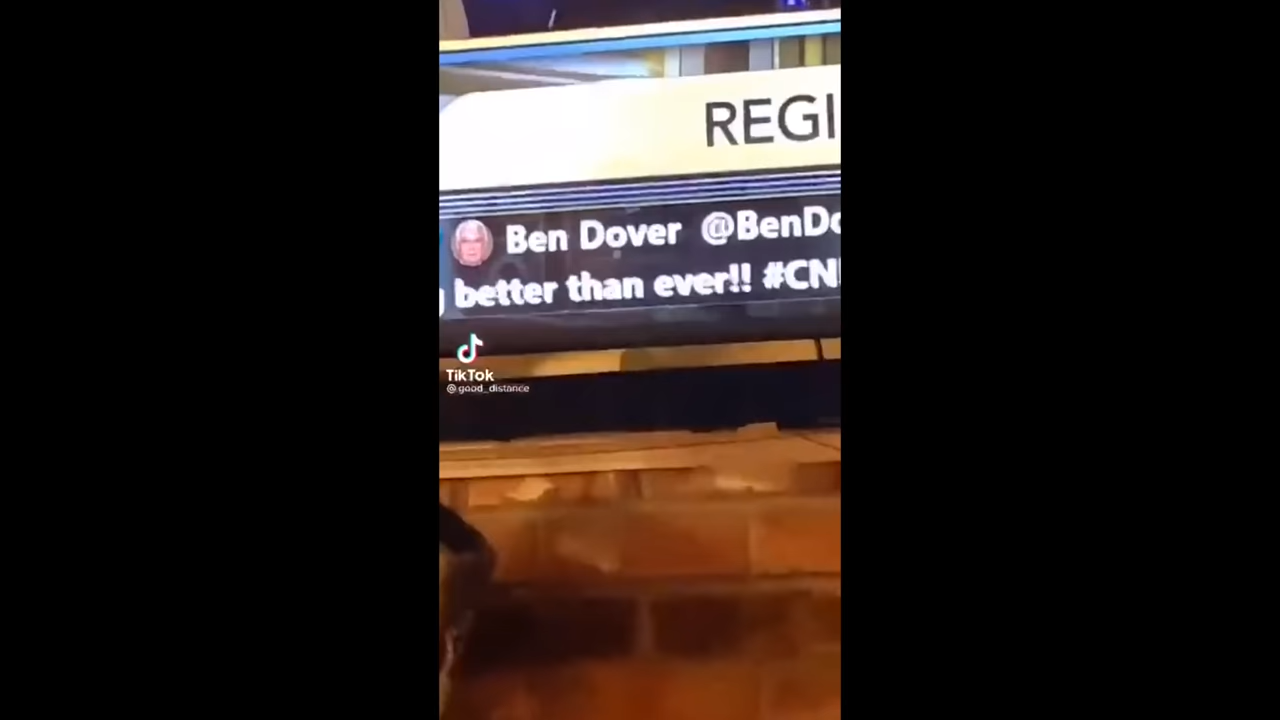 REGI
Ben Dover @BenDo
better than ever!! #CN
TikTok
@good_distance